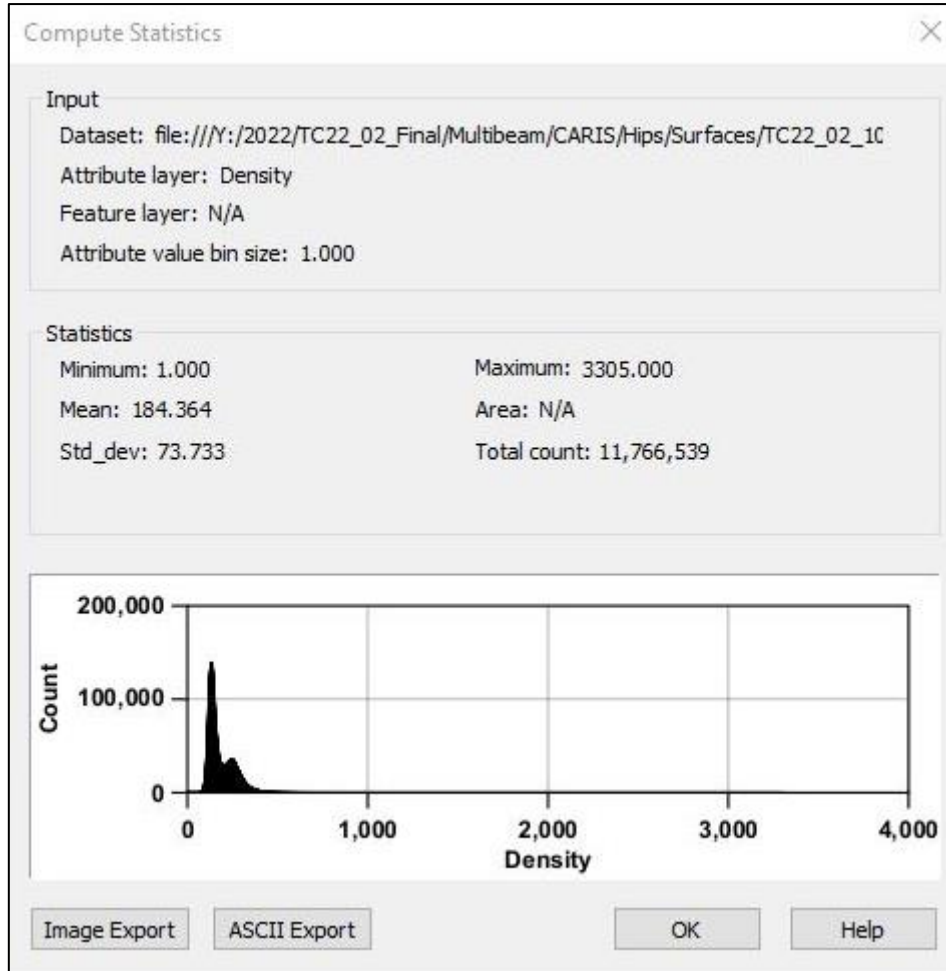 Compute Statistics
Input
Dataset: file:///Y:/2022/TC22_02_Final/Multibeam/CARIS/Hips/Surfaces/TC22_02_10
Attribute layer: Density
Feature layer: N/A
Attribute value bin size: 1.000
Statistics
Minimum: 1.000 Maximum: 3305.000
Mean: 184.364 Area: N/A
Std_dev: 73.733 Total count: 11,766,539
200,000
100,000
0
Count
0 1,000 2,000 3,000 4,000
Density
Image Export ASCII Export OK Help